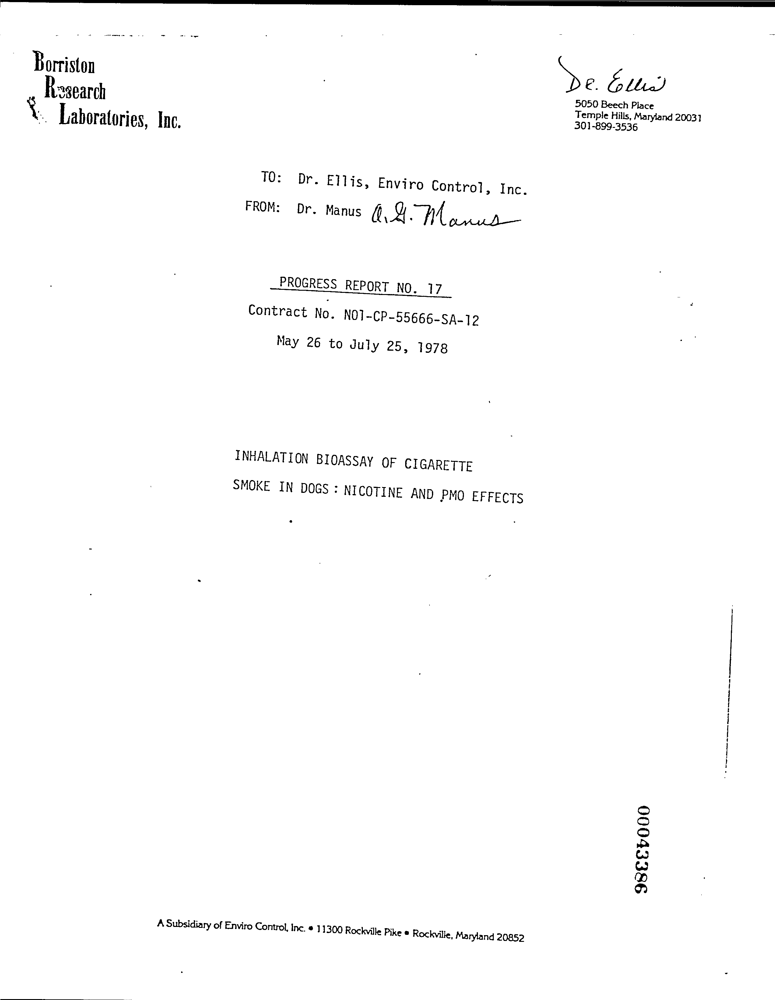 Borriston
Research
Laboratories, Inc.
Dr. Ellis
5050 Beech Place
Temple Hills, Maryland 20031
301-899-3536
TO: Dr. Ellis, Enviro Control, Inc.
FROM: Dr. Manus A.G. Manus
PROGRESS REPORT NO. 17
Contract No. NO1-CP-55666-SA-12
May 26 to July 25, 1978
INHALATION BIOASSAY OF CIGARETTE
SMOKE IN DOGS : NICOTINE AND PMO EFFECTS
00043386
A Subsidiary of Enviro Control, Inc. • 11300 Rockville Pike • Rockville, Maryland 20852